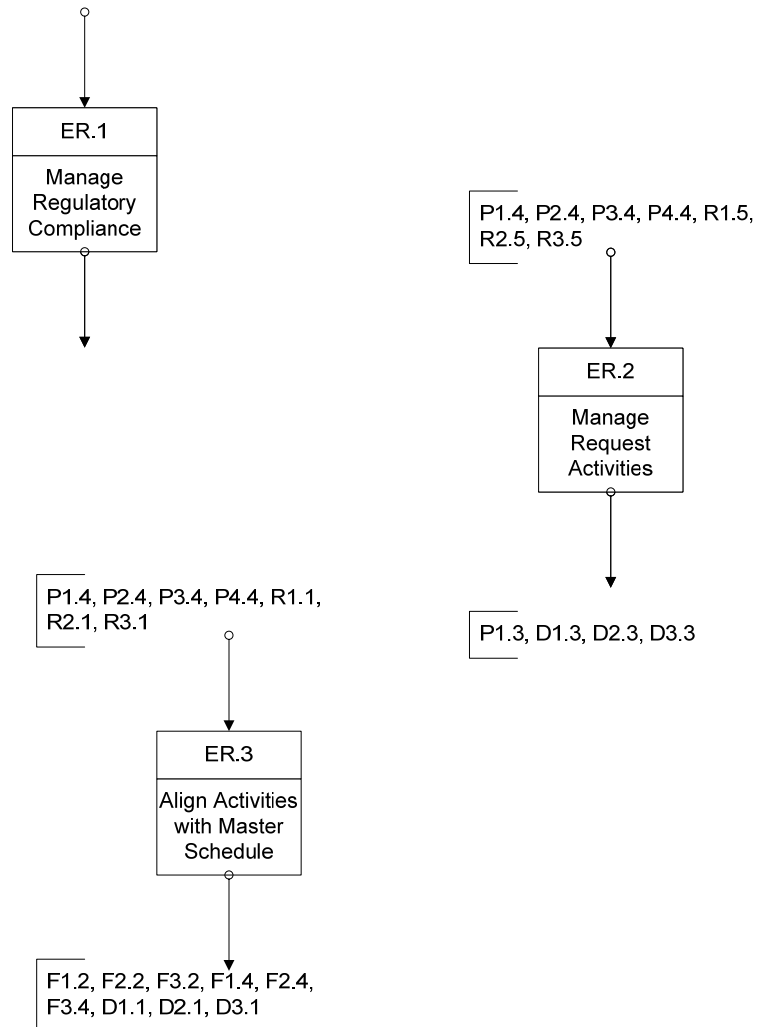 ER.1
Manage
Regulatory
Compliance
P1.4, P2.4, P3.4, P4.4, R1.5,
R2.5, R3.5
ER.2
Manage
Request
Activities
P1.3, D1.3, D2.3, D3.3
P1.4, P2.4, P3.4, P4.4, R1.1,
R2.1, R3.1
ER.3
Align Activities
with Master
Schedule
F1.2, F2.2, F3.2, F1.4, F2.4,
F3.4, D1.1, D2.1, D3.1